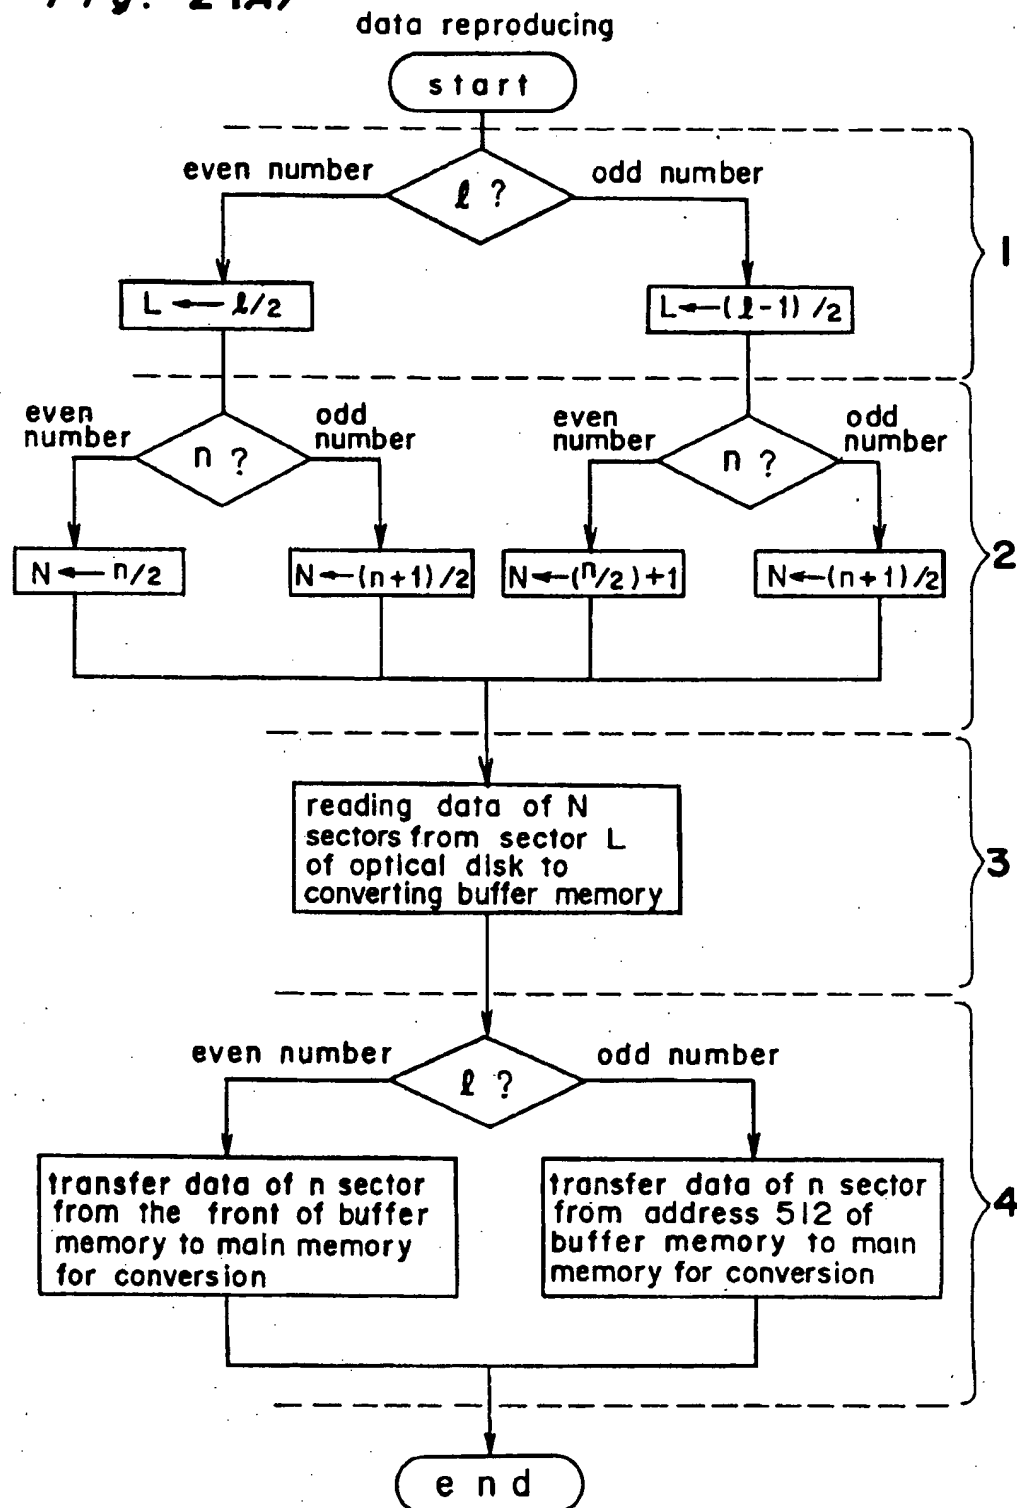 Fig. 2(A)
data reproducing
start
even number
odd number
ℓ ?
1
L ← ℓ/2
L←(ℓ-1)/2
even
number
odd
number
even
number
odd
number
n ?
n ?
2
N ← n/2
N←(n+1)/2
N←(n/2)+1
N←(n+1)/2
reading data of N
sectors from sector L
of optical disk to
converting buffer memory
3
even number
odd number
ℓ ?
transfer data of n sector
from the front of buffer
memory to main memory
for conversion
transfer data of n sector
from address 512 of
buffer memory to main
memory for conversion
4
end